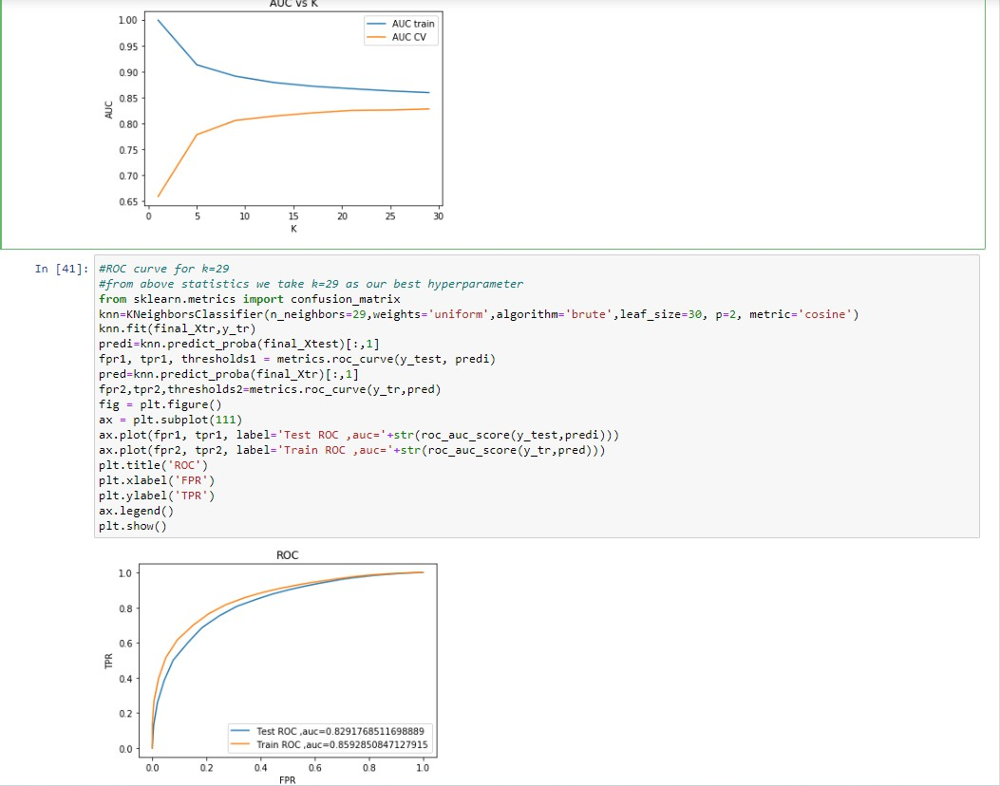 AUC vs K
1.00
0.95
0.90
0.85
0.80
0.75
0.70
0.65
AUC
AUC train
AUC CV
0 5 10 15 20 25 30
K
In [41]:
#ROC curve for k=29
#from above statistics we take k=29 as our best hyperparameter
from sklearn.metrics import confusion_matrix
knn=KNeighborsClassifier(n_neighbors=29,weights='uniform',algorithm='brute',leaf_size=30, p=2, metric='cosine')
knn.fit(final_Xtr,y_tr)
predi=knn.predict_proba(final_Xtest)[:,1]
fpr1, tpr1, thresholds1 = metrics.roc_curve(y_test, predi)
pred=knn.predict_proba(final_Xtr)[:,1]
fpr2,tpr2,thresholds2=metrics.roc_curve(y_tr,pred)
fig = plt.figure()
ax = plt.subplot(111)
ax.plot(fpr1, tpr1, label='Test ROC ,auc='+str(roc_auc_score(y_test,predi)))
ax.plot(fpr2, tpr2, label='Train ROC ,auc='+str(roc_auc_score(y_tr,pred)))
plt.title('ROC')
plt.xlabel('FPR')
plt.ylabel('TPR')
ax.legend()
plt.show()
ROC
1.0
0.8
0.6
0.4
0.2
0.0
TPR
Test ROC ,auc=0.8291768511698889
Train ROC ,auc=0.8592850847127915
0.0 0.2 0.4 0.6 0.8 1.0
FPR